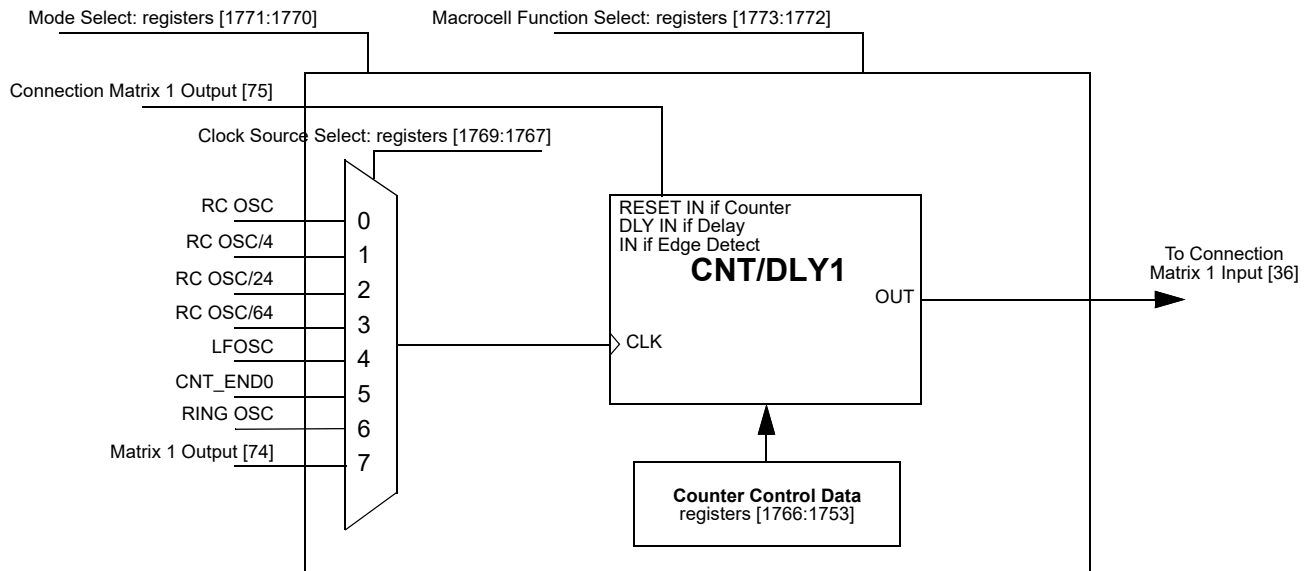 Mode Select: registers [1771:1770]
Macrocell Function Select: registers [1773:1772]
Connection Matrix 1 Output [75]
Clock Source Select: registers [1769:1767]
RC OSC
0
RC OSC/4
1
RC OSC/24
2
RC OSC/64
3
LFOSC
4
CNT_END0
5
RING OSC
6
Matrix 1 Output [74]
7
RESET IN if Counter
DLY IN if Delay
IN if Edge Detect
CNT/DLY1
OUT
CLK
To Connection
Matrix 1 Input [36]
Counter Control Data
registers [1766:1753]